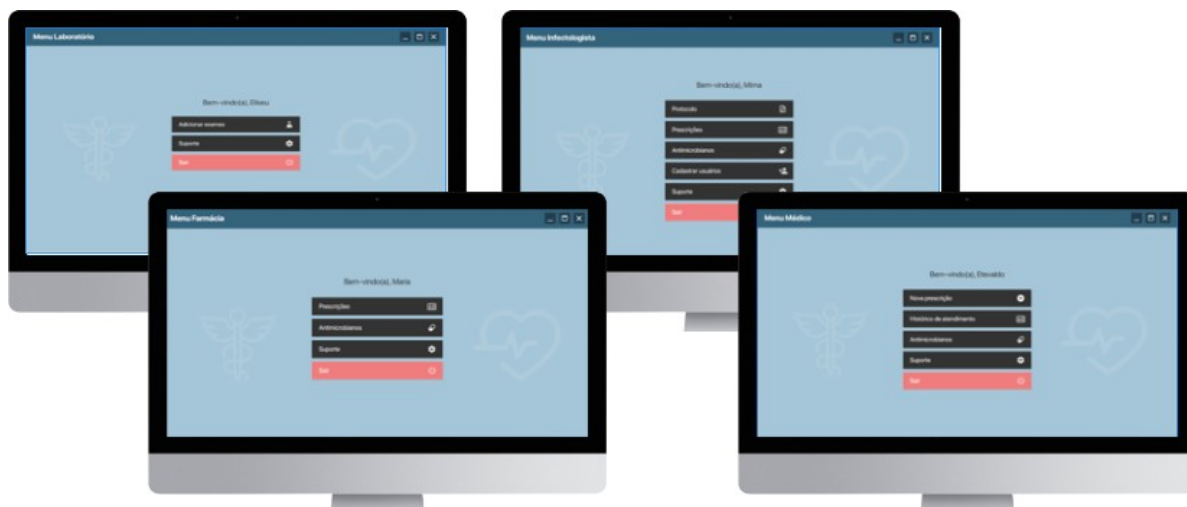 Menu Laboratório
Bem-vindo(a), Eliseu
Adicionar exames
Suporte
Sair
Menu Infectologista
Bem-vindo(a), Mirna
Protocolo
Prescrições
Antimicrobianos
Cadastrar usuários
Suporte
Sair
Menu Farmácia
Bem-vindo(a), Maria
Prescrições
Antimicrobianos
Suporte
Sair
Menu Médico
Bem-vindo(a), Etevaldo
Nova prescrição
Histórico de atendimento
Antimicrobianos
Suporte
Sair